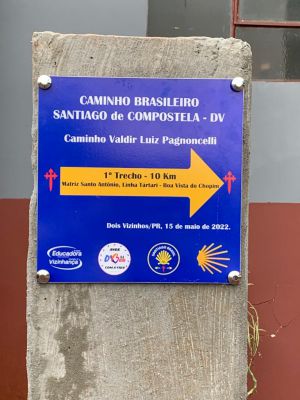 CAMINHO BRASILEIRO
SANTIAGO de COMPOSTELA - DV
Caminho Valdir Luiz Pagnoncelli
1º Trecho - 10 Km
Matriz Santo Antônio, Linha Tartari - Boa Vista do Chopim
Dois Vizinhos/PR, 15 de maio de 2022.
Educadora
Vizinhança